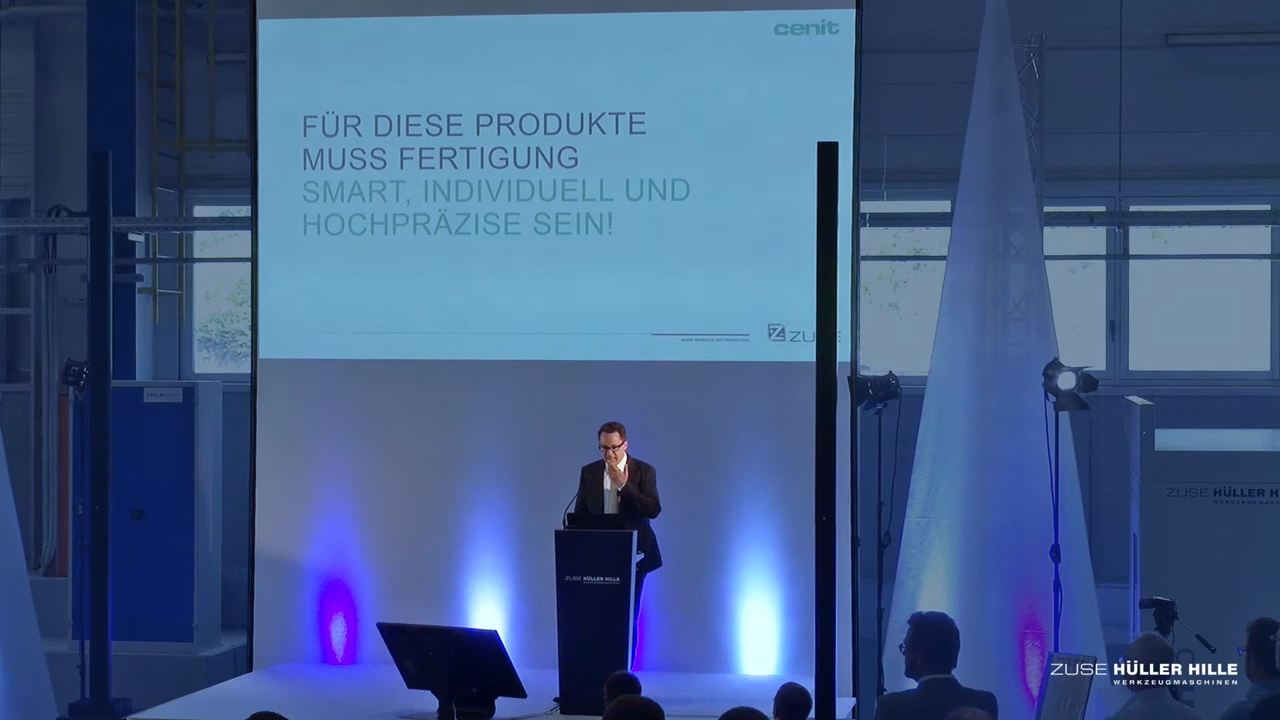 cenit
FÜR DIESE PRODUKTE
MUSS FERTIGUNG
SMART, INDIVIDUELL UND
HOCHPRÄZISE SEIN!
ZUSE
ZUSE HÜLLER H
ZUSE HÜLLER HILLE
ZUSE HÜLLER HILLE
WERKZEUGMASCHINEN